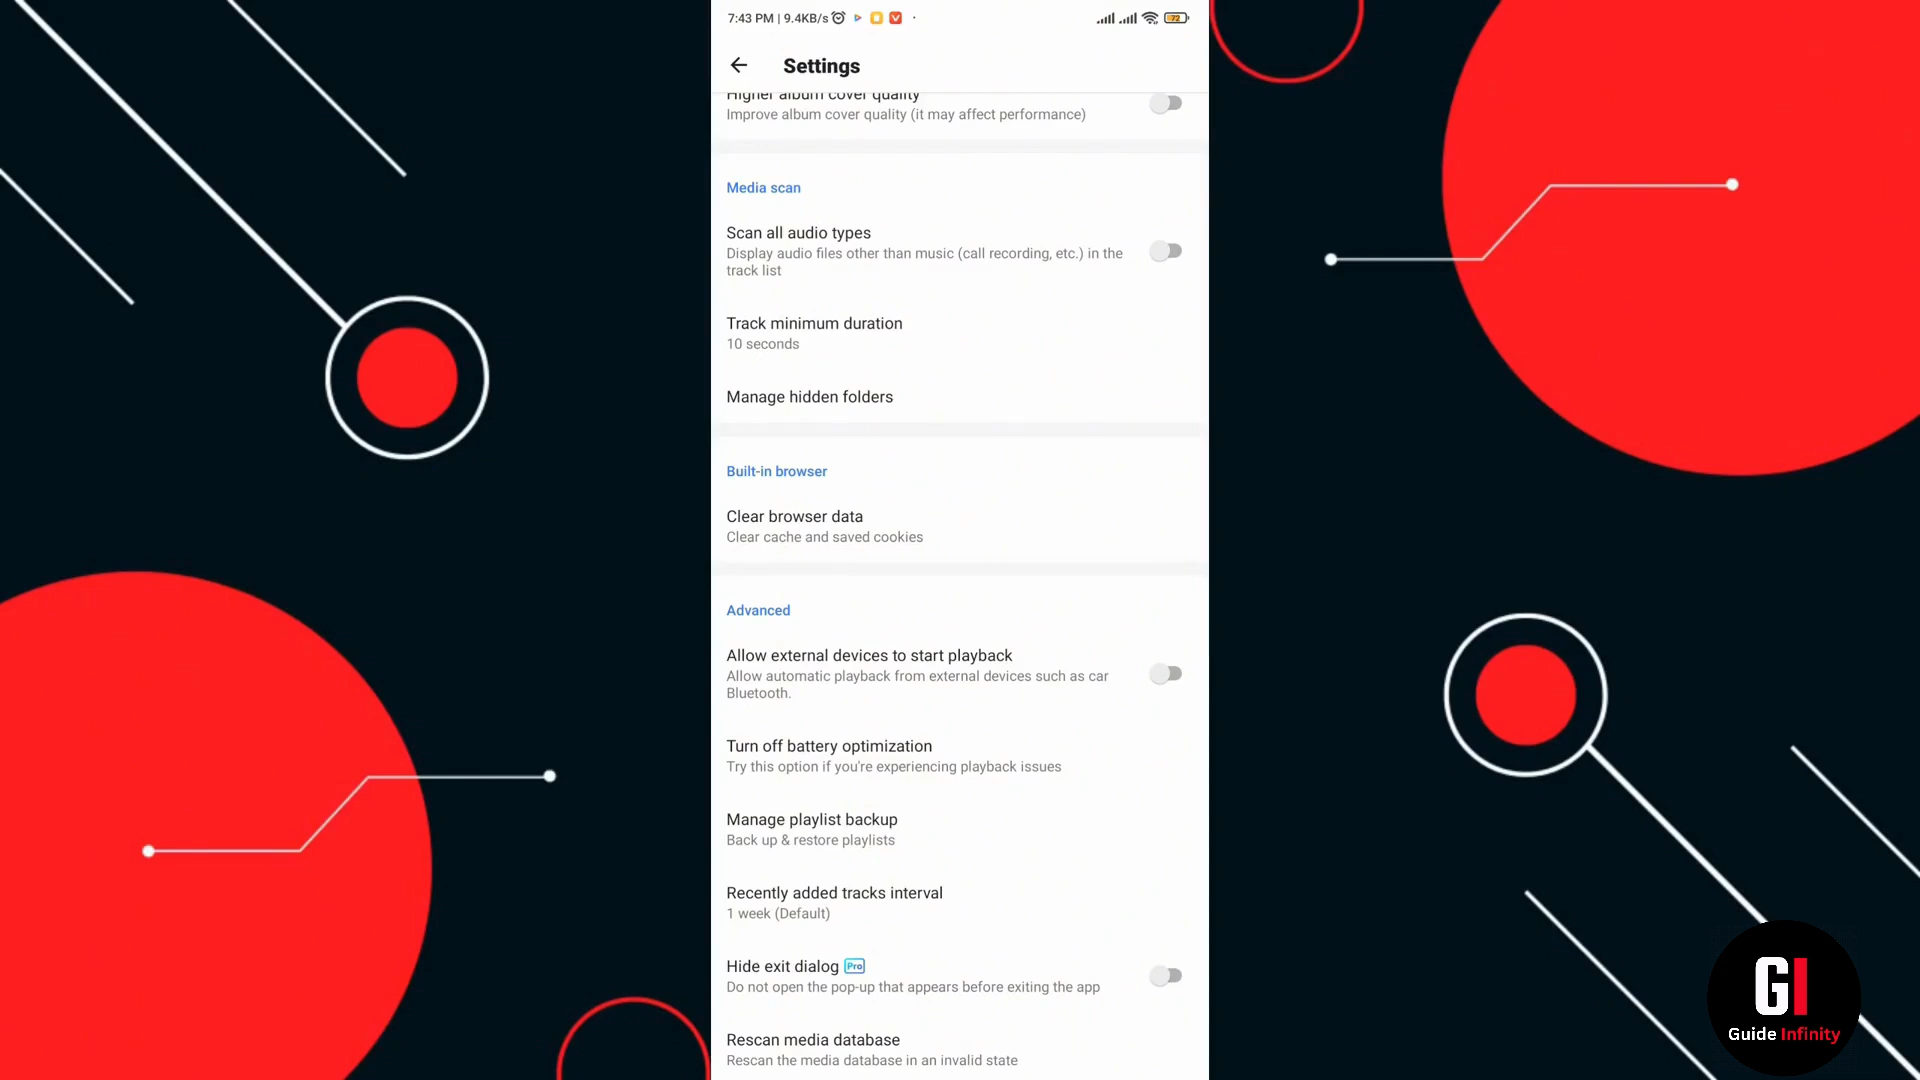 7:43 PM | 9.4KB/s
72
Settings
Higher album cover quality
Improve album cover quality (it may affect performance)
Media scan
Scan all audio types
Display audio files other than music (call recording, etc.) in the
track list
Track minimum duration
10 seconds
Manage hidden folders
Built-in browser
Clear browser data
Clear cache and saved cookies
Advanced
Allow external devices to start playback
Allow automatic playback from external devices such as car
Bluetooth.
Turn off battery optimization
Try this option if you're experiencing playback issues
Manage playlist backup
Back up & restore playlists
Recently added tracks interval
1 week (Default)
Hide exit dialog Pro
Do not open the pop-up that appears before exiting the app
Rescan media database
Rescan the media database in an invalid state
GI
Guide Infinity